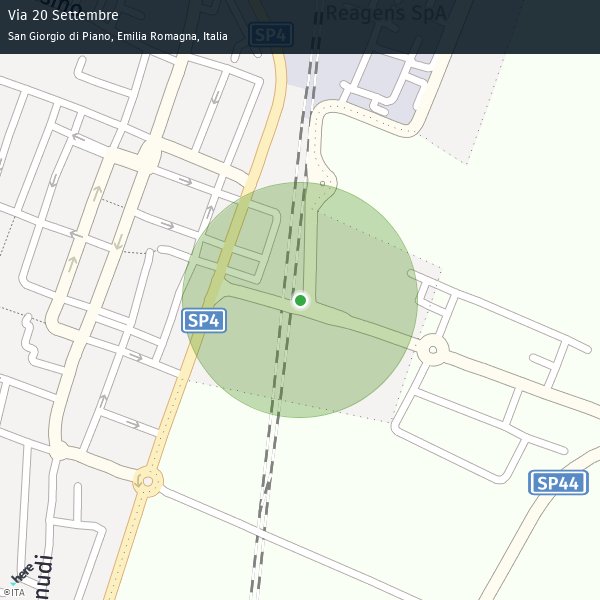 Via 20 Settembre
San Giorgio di Piano, Emilia Romagna, Italia
Reagens SpA
SP4
SP4
SP44
nudi
here
©ITA